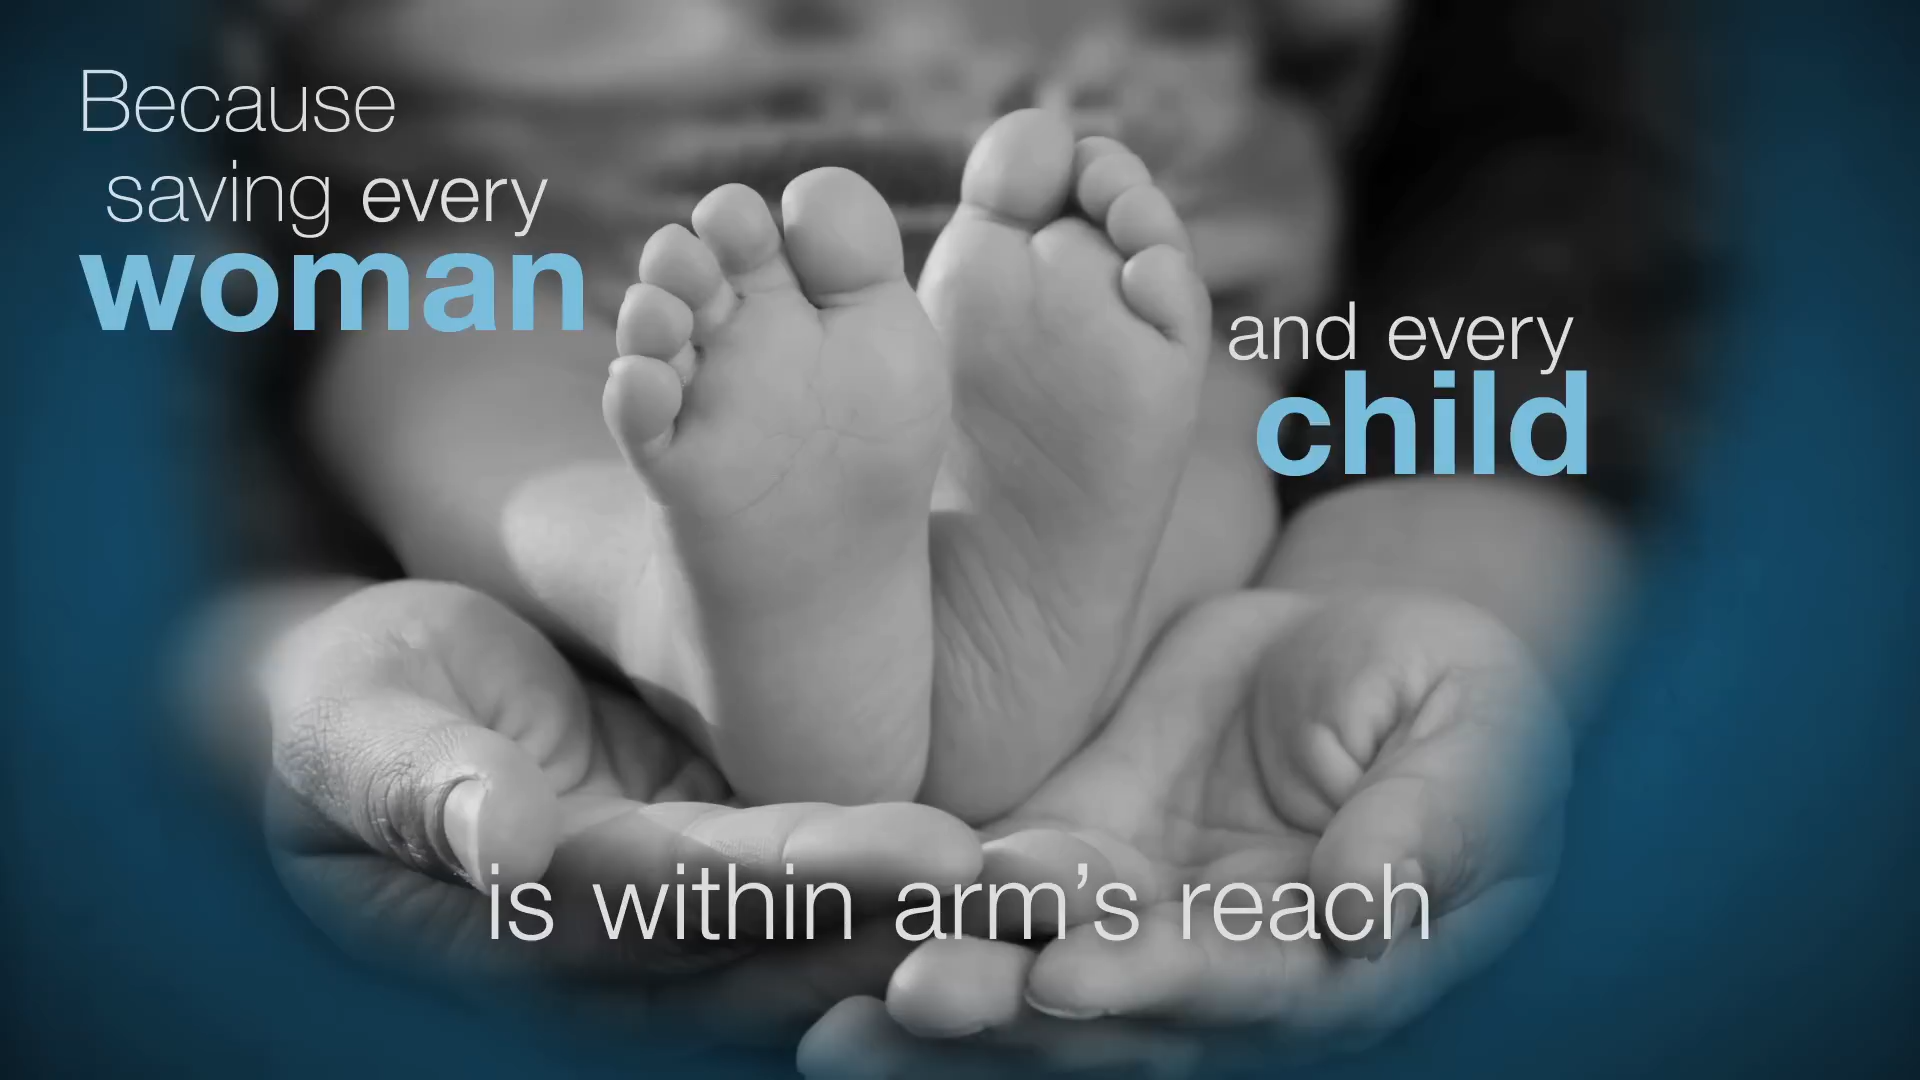 Because
saving every
woman
and every
child
is within arm’s reach